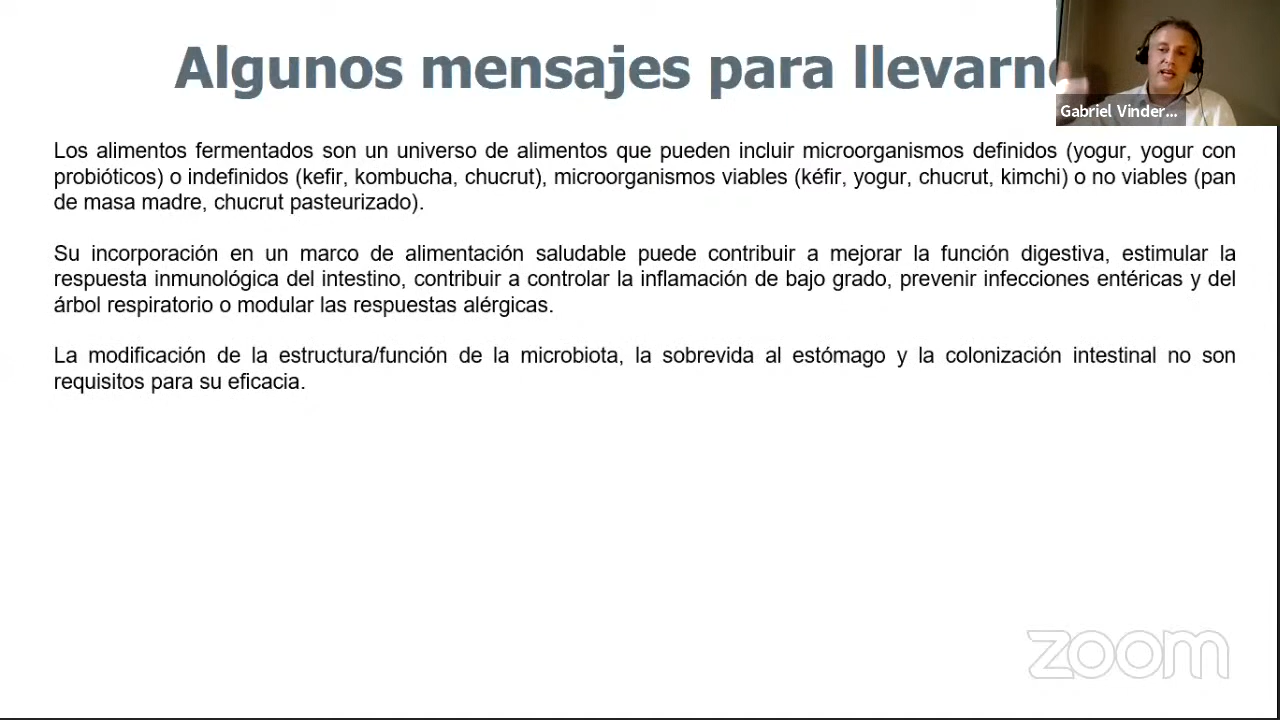 Algunos mensajes para llevarn
Gabriel Vinder...
Los alimentos fermentados son un universo de alimentos que pueden incluir microorganismos definidos (yogur, yogur con
probióticos) o indefinidos (kefir, kombucha, chucrut), microorganismos viables (kéfir, yogur, chucrut, kimchi) o no viables (pan
de masa madre, chucrut pasteurizado).
Su incorporación en un marco de alimentación saludable puede contribuir a mejorar la función digestiva, estimular la
respuesta inmunológica del intestino, contribuir a controlar la inflamación de bajo grado, prevenir infecciones entéricas y del
árbol respiratorio o modular las respuestas alérgicas.
La modificación de la estructura/función de la microbiota, la sobrevida al estómago y la colonización intestinal no son
requisitos para su eficacia.
zoom